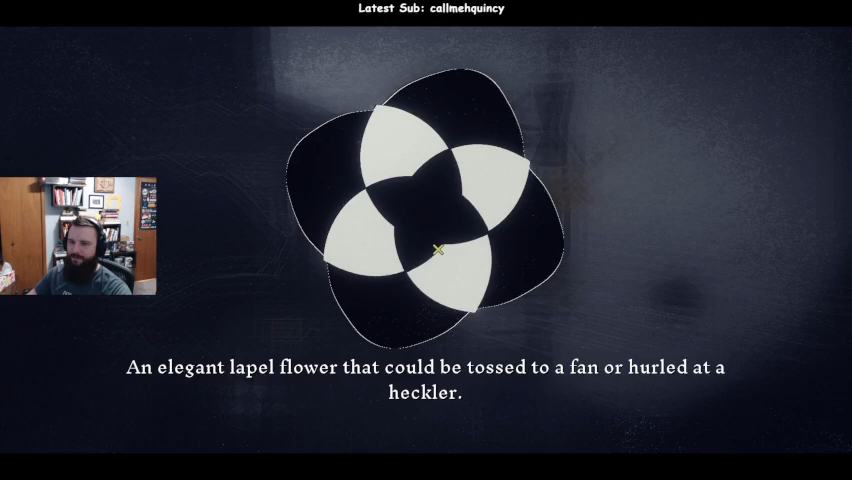 Latest Sub: callmehquincy
An elegant lapel flower that could be tossed to a fan or hurled at a
heckler.